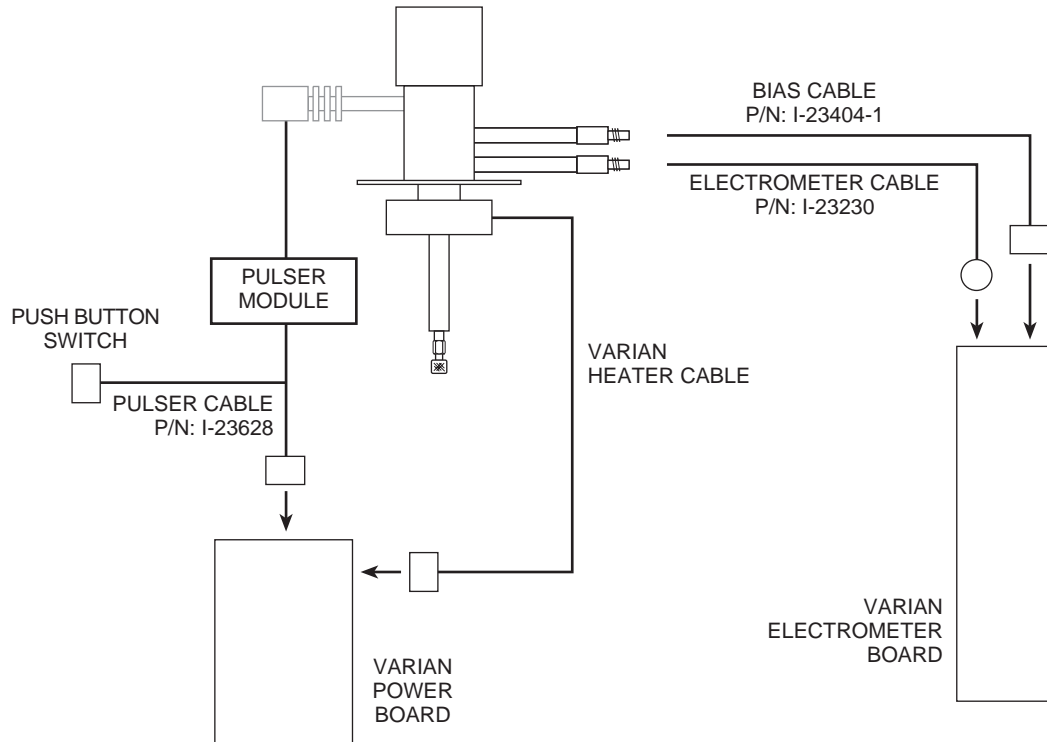 BIAS CABLE
P/N: I-23404-1
ELECTROMETER CABLE
P/N: I-23230
PULSER
MODULE
PUSH BUTTON
SWITCH
VARIAN
HEATER CABLE
PULSER CABLE
P/N: I-23628
VARIAN
ELECTROMETER
BOARD
VARIAN
POWER
BOARD